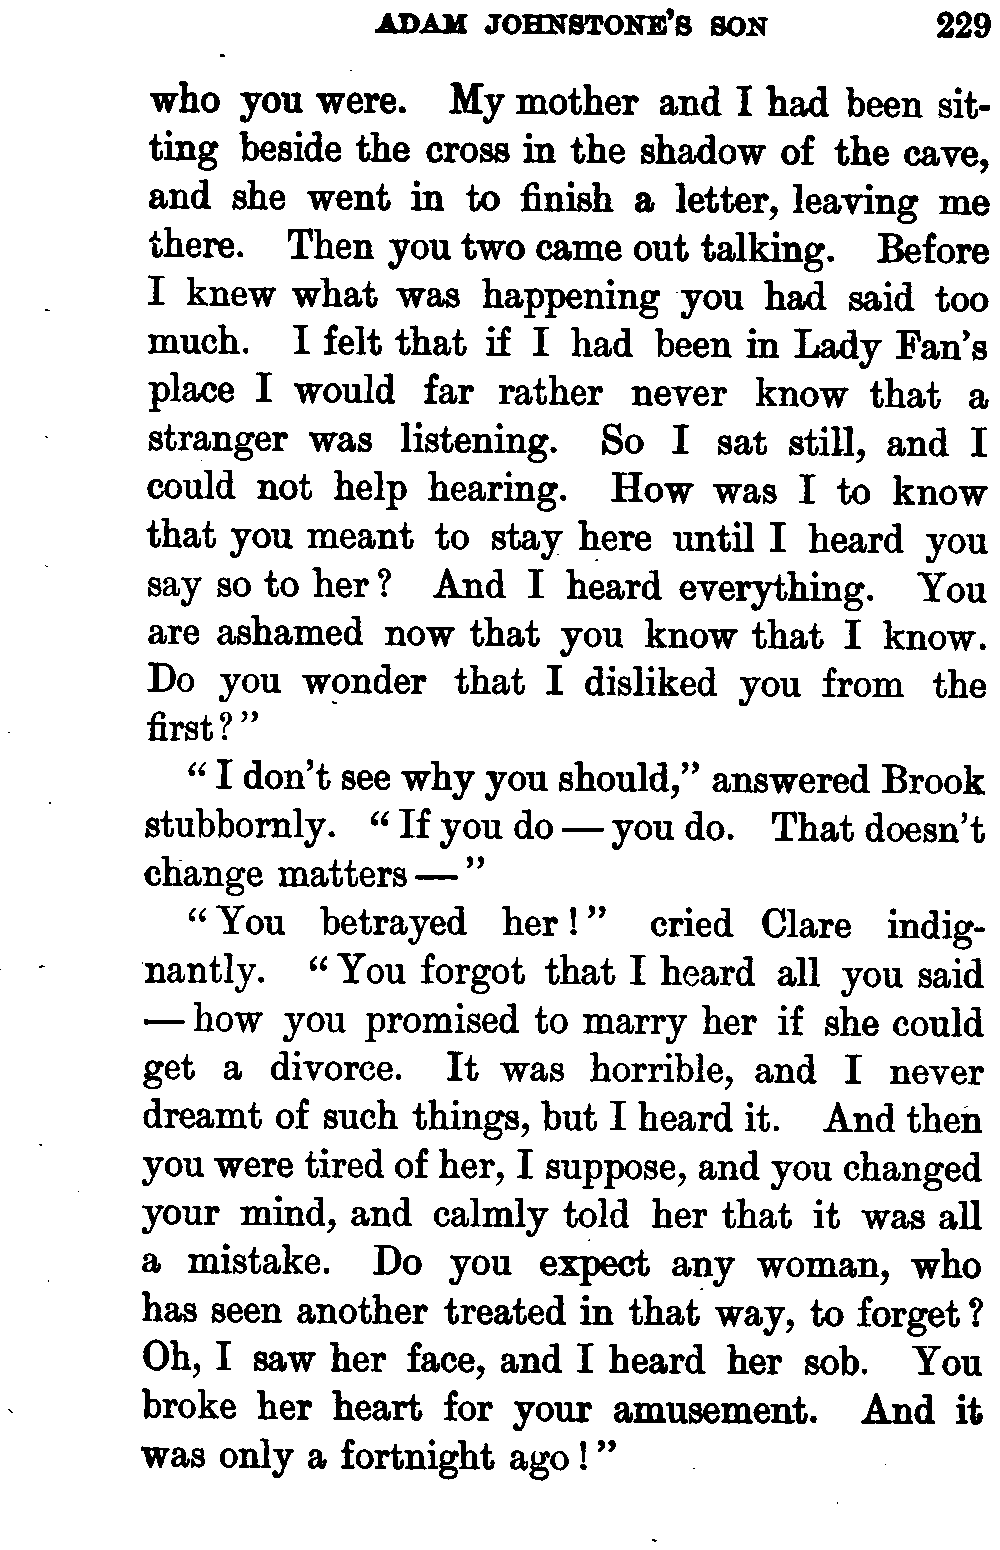 ADAM JOHNSTONE'S SON 229
who you were. My mother and I had been sit-
ting beside the cross in the shadow of the cave,
and she went in to finish a letter, leaving me
there. Then you two came out talking. Before
I knew what was happening you had said too
much. I felt that if I had been in Lady Fan's
place I would far rather never know that a
stranger was listening. So I sat still, and I
could not help hearing. How was I to know
that you meant to stay here until I heard you
say so to her? And I heard everything. You
are ashamed now that you know that I know.
Do you wonder that I disliked you from the
first?"
"I don't see why you should," answered Brook
stubbornly. "If you do — you do. That doesn't
change matters — "
"You betrayed her!" cried Clare indig-
nantly. "You forgot that I heard all you said
— how you promised to marry her if she could
get a divorce. It was horrible, and I never
dreamt of such things, but I heard it. And then
you were tired of her, I suppose, and you changed
your mind, and calmly told her that it was all
a mistake. Do you expect any woman, who
has seen another treated in that way, to forget?
Oh, I saw her face, and I heard her sob. You
broke her heart for your amusement. And it
was only a fortnight ago!"